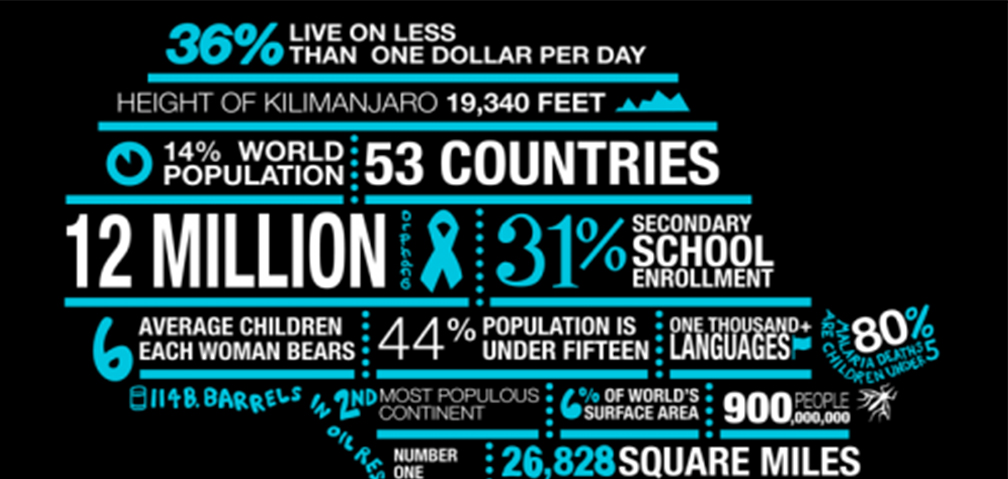 36% LIVE ON LESS
THAN ONE DOLLAR PER DAY
HEIGHT OF KILIMANJARO 19,340 FEET
14% WORLD
POPULATION
53 COUNTRIES
12 MILLION
ORPHANS
31% SECONDARY
SCHOOL
ENROLLMENT
6 AVERAGE CHILDREN
EACH WOMAN BEARS
44% POPULATION IS
UNDER FIFTEEN
ONE THOUSAND+
LANGUAGES
80%
MALARIA DEATHS
ARE CHILDREN UNDER 5
114 B. BARRELS IN OIL RES
2ND MOST POPULOUS
CONTINENT
6% OF WORLD'S
SURFACE AREA
900 PEOPLE
,000,000
NUMBER
ONE
26,828 SQUARE MILES